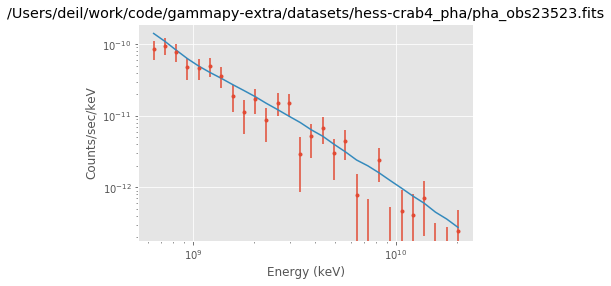 /Users/deil/work/code/gammapy-extra/datasets/hess-crab4_pha/pha_obs23523.fits
10⁻¹⁰
10⁻¹¹
10⁻¹²
Counts/sec/keV
10⁹
10¹⁰
Energy (keV)